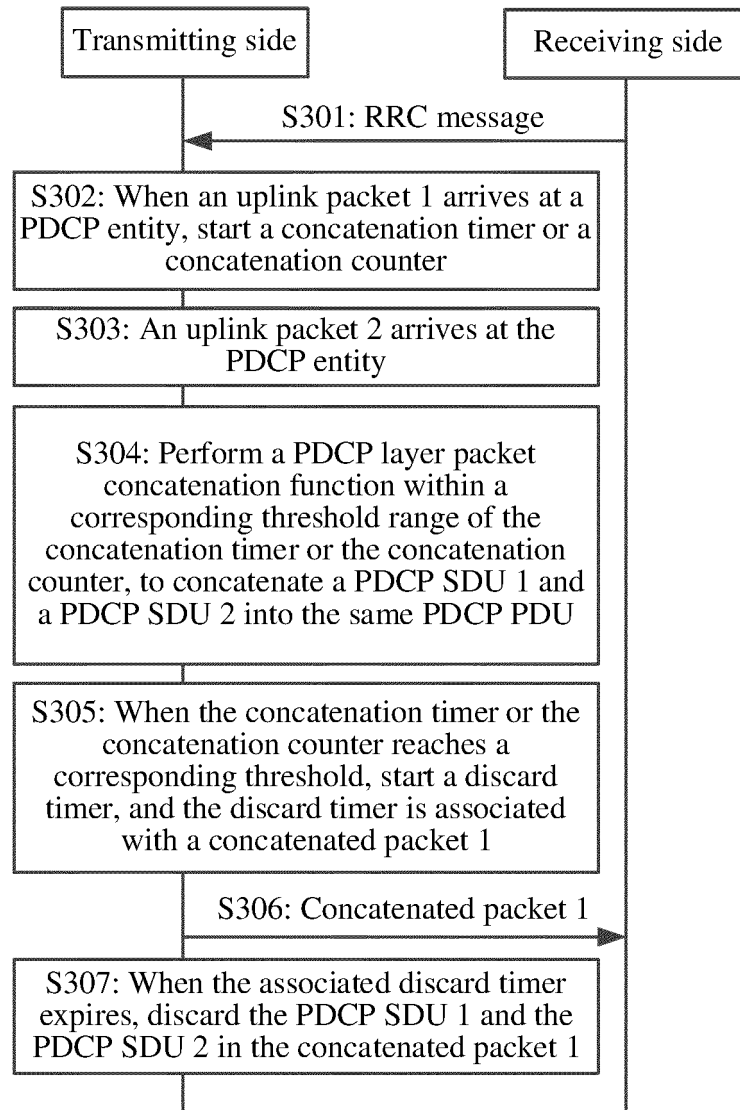 Transmitting side
Receiving side
S301: RRC message
S302: When an uplink packet 1 arrives at a
PDCP entity, start a concatenation timer or a
concatenation counter
S303: An uplink packet 2 arrives at the
PDCP entity
S304: Perform a PDCP layer packet
concatenation function within a
corresponding threshold range of the
concatenation timer or the concatenation
counter, to concatenate a PDCP SDU 1 and
a PDCP SDU 2 into the same PDCP PDU
S305: When the concatenation timer or the
concatenation counter reaches a
corresponding threshold, start a discard
timer, and the discard timer is associated
with a concatenated packet 1
S306: Concatenated packet 1
S307: When the associated discard timer
expires, discard the PDCP SDU 1 and the
PDCP SDU 2 in the concatenated packet 1